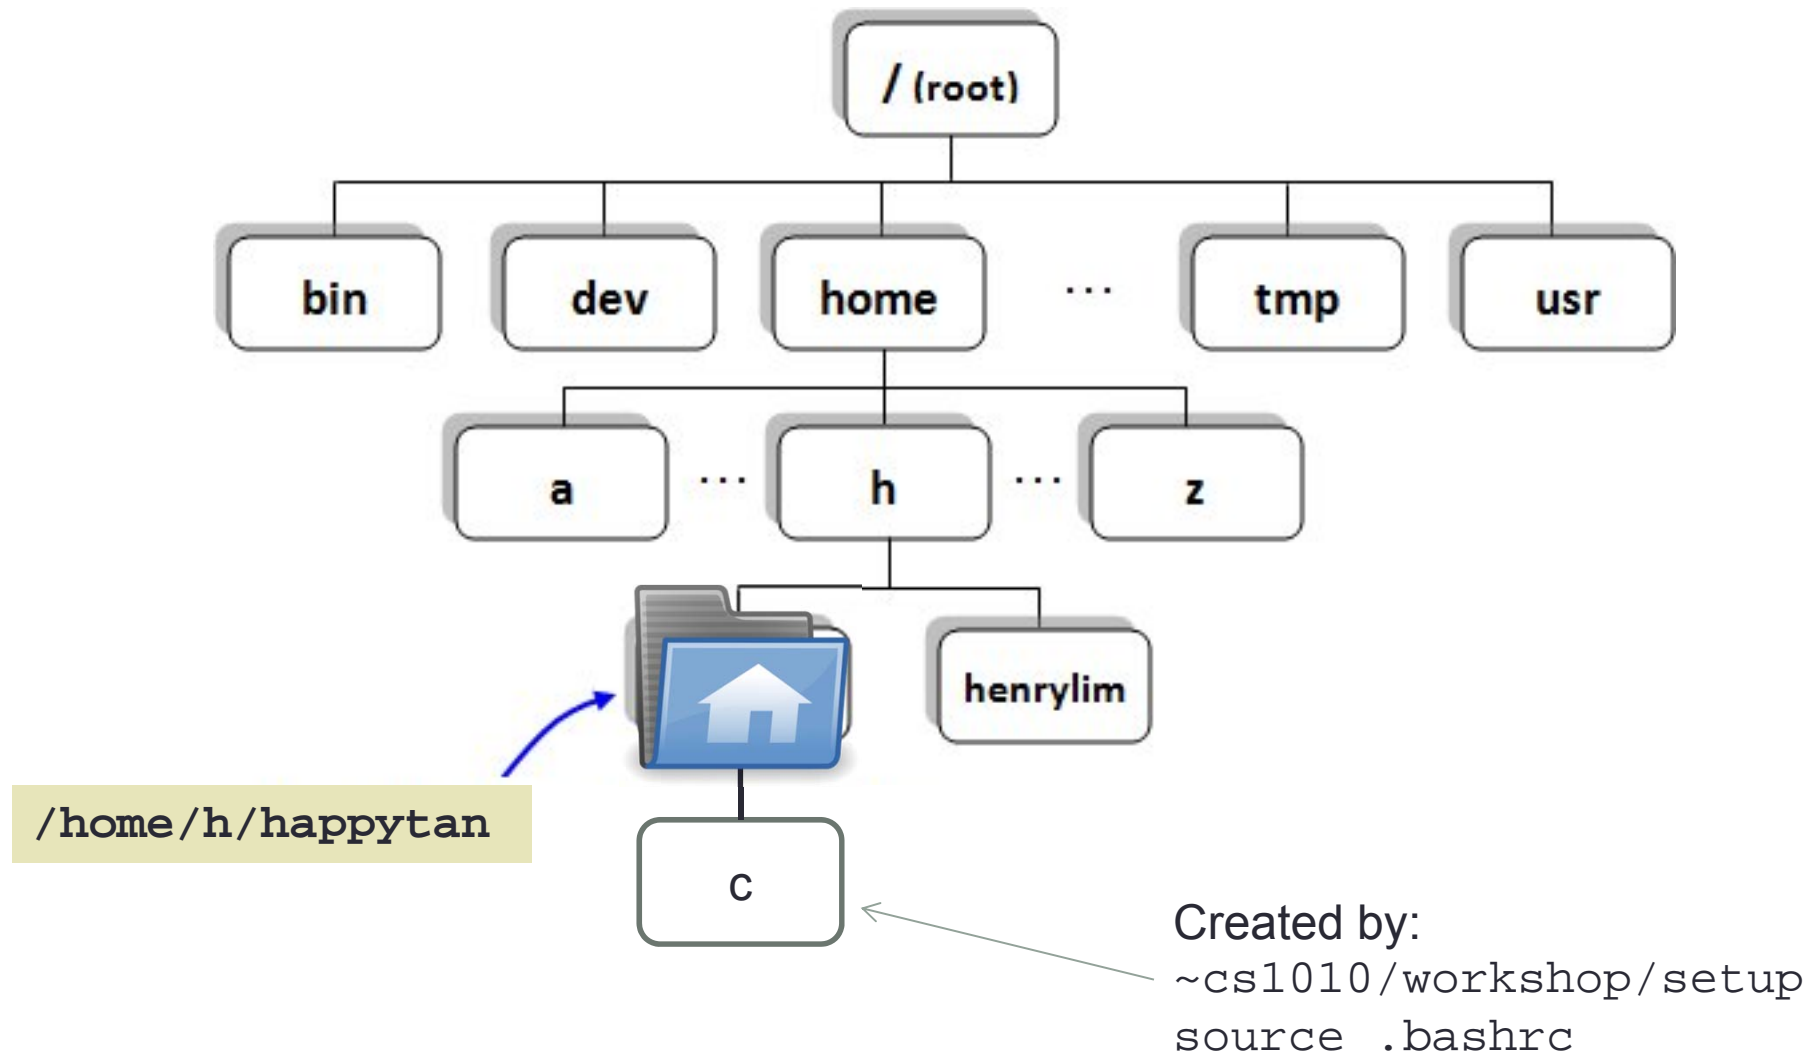 / (root)
bin dev home ... tmp usr
a ... h ... z
henrylim
/home/h/happytan
c
Created by:
~cs1010/workshop/setup
source .bashrc